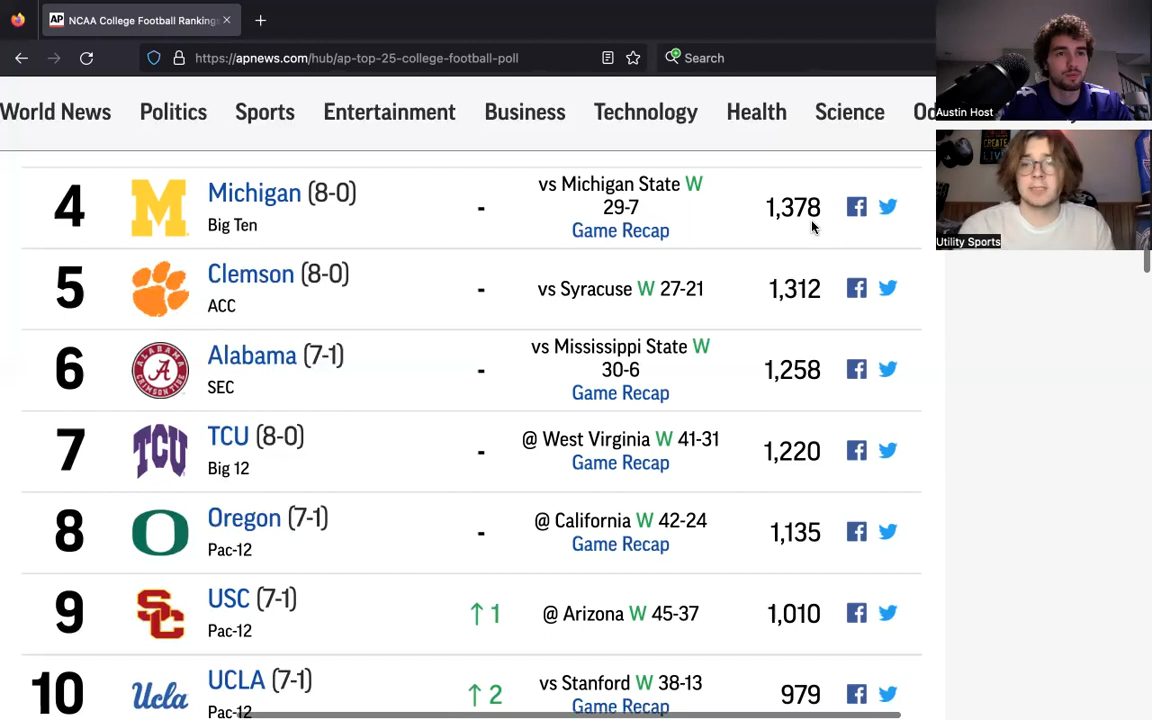 AP NCAA College Football Rankings
https://apnews.com/hub/ap-top-25-college-football-poll
Search
World News Politics Sports Entertainment Business Technology Health Science
Austin Host
Utility Sports
4 M Michigan (8-0) - vs Michigan State W 1,378
Big Ten 29-7
Game Recap
5 Clemson (8-0) - vs Syracuse W 27-21 1,312
ACC
6 A Alabama (7-1) - vs Mississippi State W 1,258
SEC 30-6
Game Recap
7 TCU TCU (8-0) - @ West Virginia W 41-31 1,220
Big 12 Game Recap
8 O Oregon (7-1) - @ California W 42-24 1,135
Pac-12 Game Recap
9 SC USC (7-1) ↑ 1 @ Arizona W 45-37 1,010
Pac-12
10 Ucla UCLA (7-1) ↑ 2 vs Stanford W 38-13 979
Pac-12 Game Recap